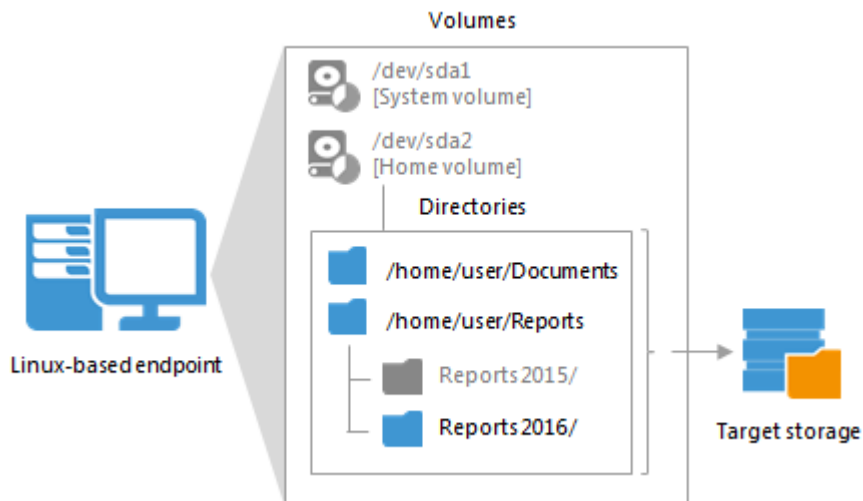 Volumes
/dev/sda1
[System volume]
/dev/sda2
[Home volume]
Directories
/home/user/Documents
/home/user/Reports
Reports 2015/
Reports 2016/
Linux-based endpoint
Target storage